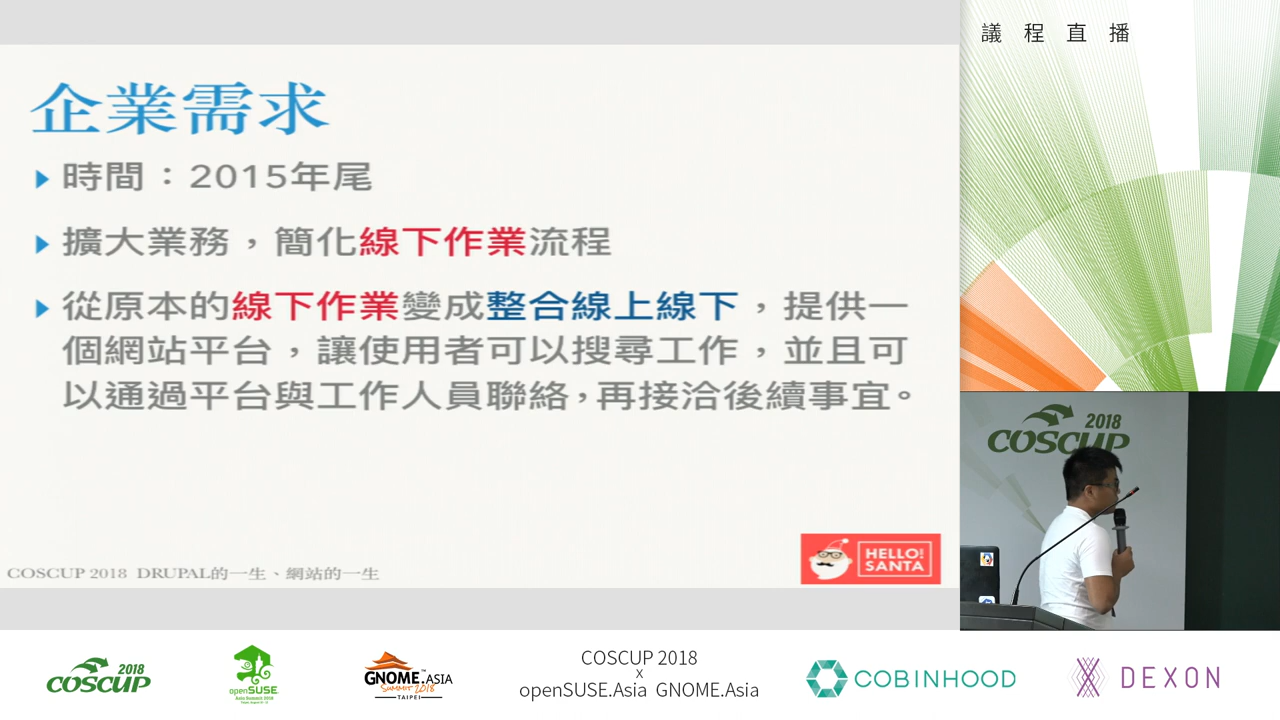 議程直播
企業需求
時間：2015年尾
擴大業務，簡化線下作業流程
從原本的線下作業變成整合線上線下，提供一
個網站平台，讓使用者可以搜尋工作，並且可
以通過平台與工作人員聯絡，再接洽後續事宜。
HELLO
SANTA
COSCUP 2018 DRUPAL的一生、網站的一生
2018
COSCUP
2018
COSCUP
openSUSE
Asia Summit 2018
GNOME.ASIA
SUMMIT 2018
TAIPEI
COSCUP 2018
x
openSUSE.Asia GNOME.Asia
COBINHOOD
DEXON